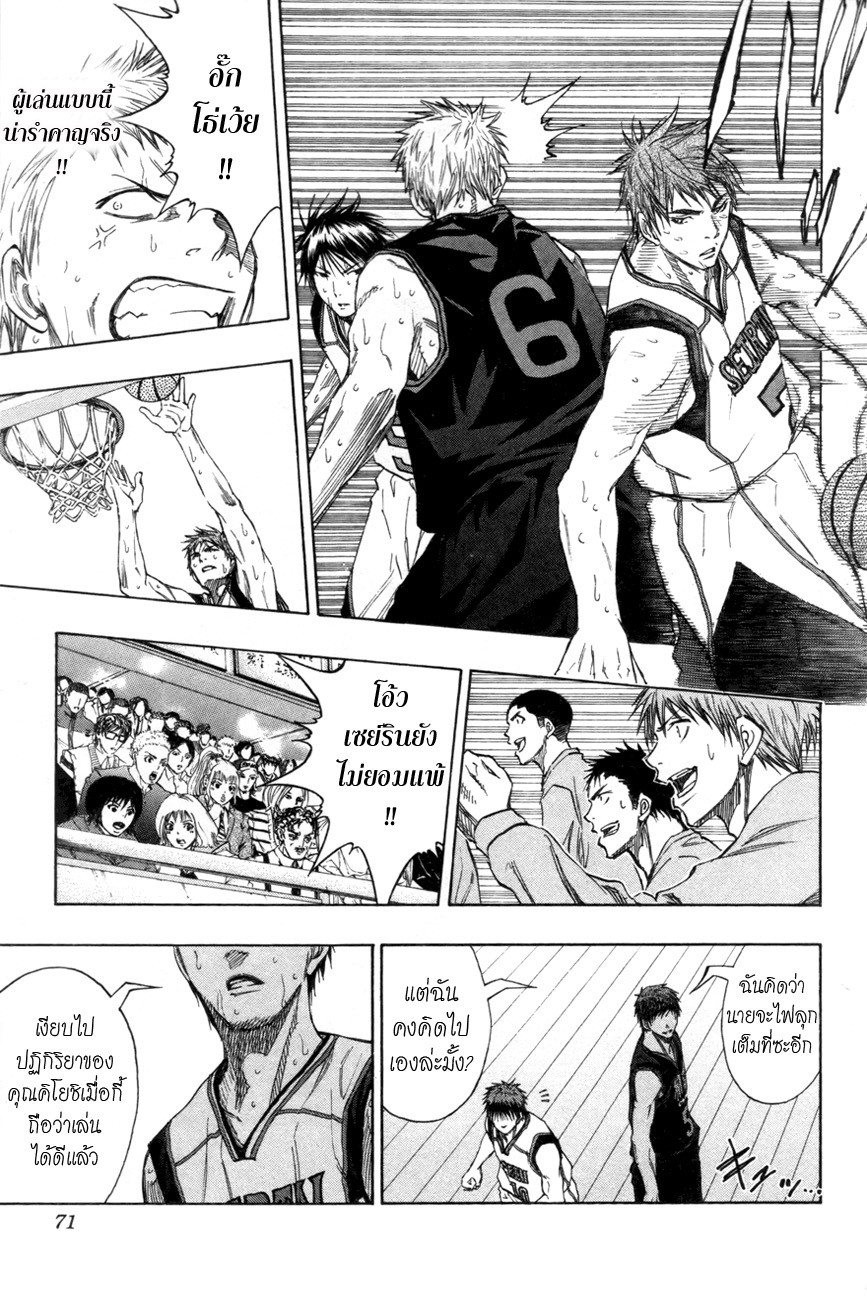 อั๊ก
โธ่เว้ย
!!
ผู้เล่นแบบนี้
น่ารำคาญจริง
!!
6
SEIRIN
7
โอ้ว
เซย์รินยัง
ไม่ยอมแพ้
!!
ฉันคิดว่า
นายจะไฟลุก
เต็มที่ซะอีก
แต่ฉัน
คงคิดไป
เองล่ะมั้ง?
SEIRIN
10
เงียบไป
ปฏิกิริยาของ
คุณคิโยชิเมื่อกี้
ถือว่าเล่น
ได้ดีแล้ว
SEIRIN
71